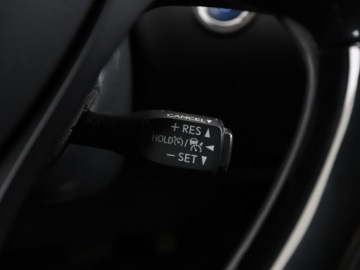 CANCEL▼
+ RES ▲
HOLD / ◄
− SET ▼